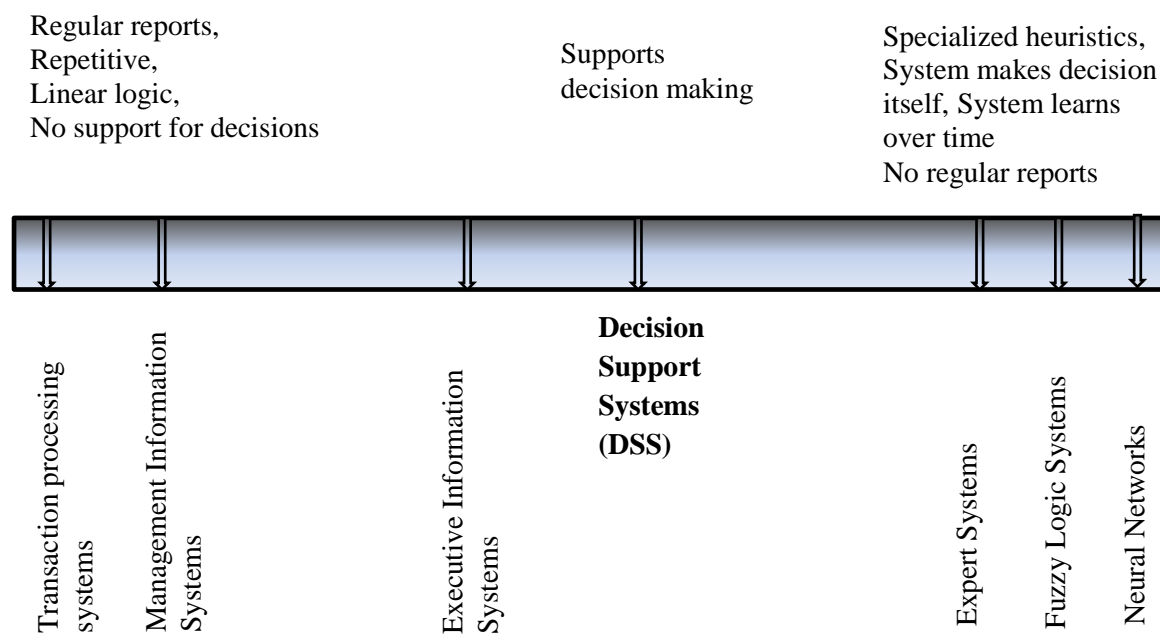 Regular reports,
Repetitive,
Linear logic,
No support for decisions
Supports
decision making
Specialized heuristics,
System makes decision
itself, System learns
over time
No regular reports
Transaction processing
systems
Management Information
Systems
Executive Information
Systems
Decision
Support
Systems
(DSS)
Expert Systems
Fuzzy Logic Systems
Neural Networks